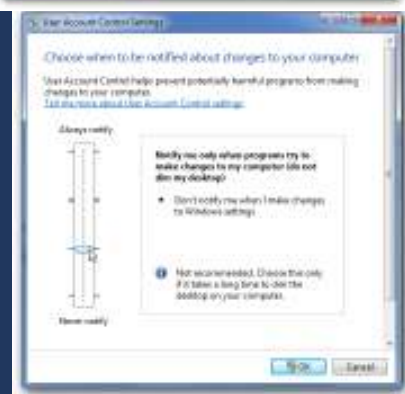 User Account Control Settings
Choose when to be notified about changes to your computer
User Account Control helps prevent potentially harmful programs from making
changes to your computer.
Tell me more about User Account Control settings
Always notify
Notify me only when programs try to
make changes to my computer (do not
dim my desktop)
Don't notify me when I make changes
to Windows settings
Not recommended. Choose this only
if it takes a long time to dim the
desktop on your computer.
Never notify
OK Cancel